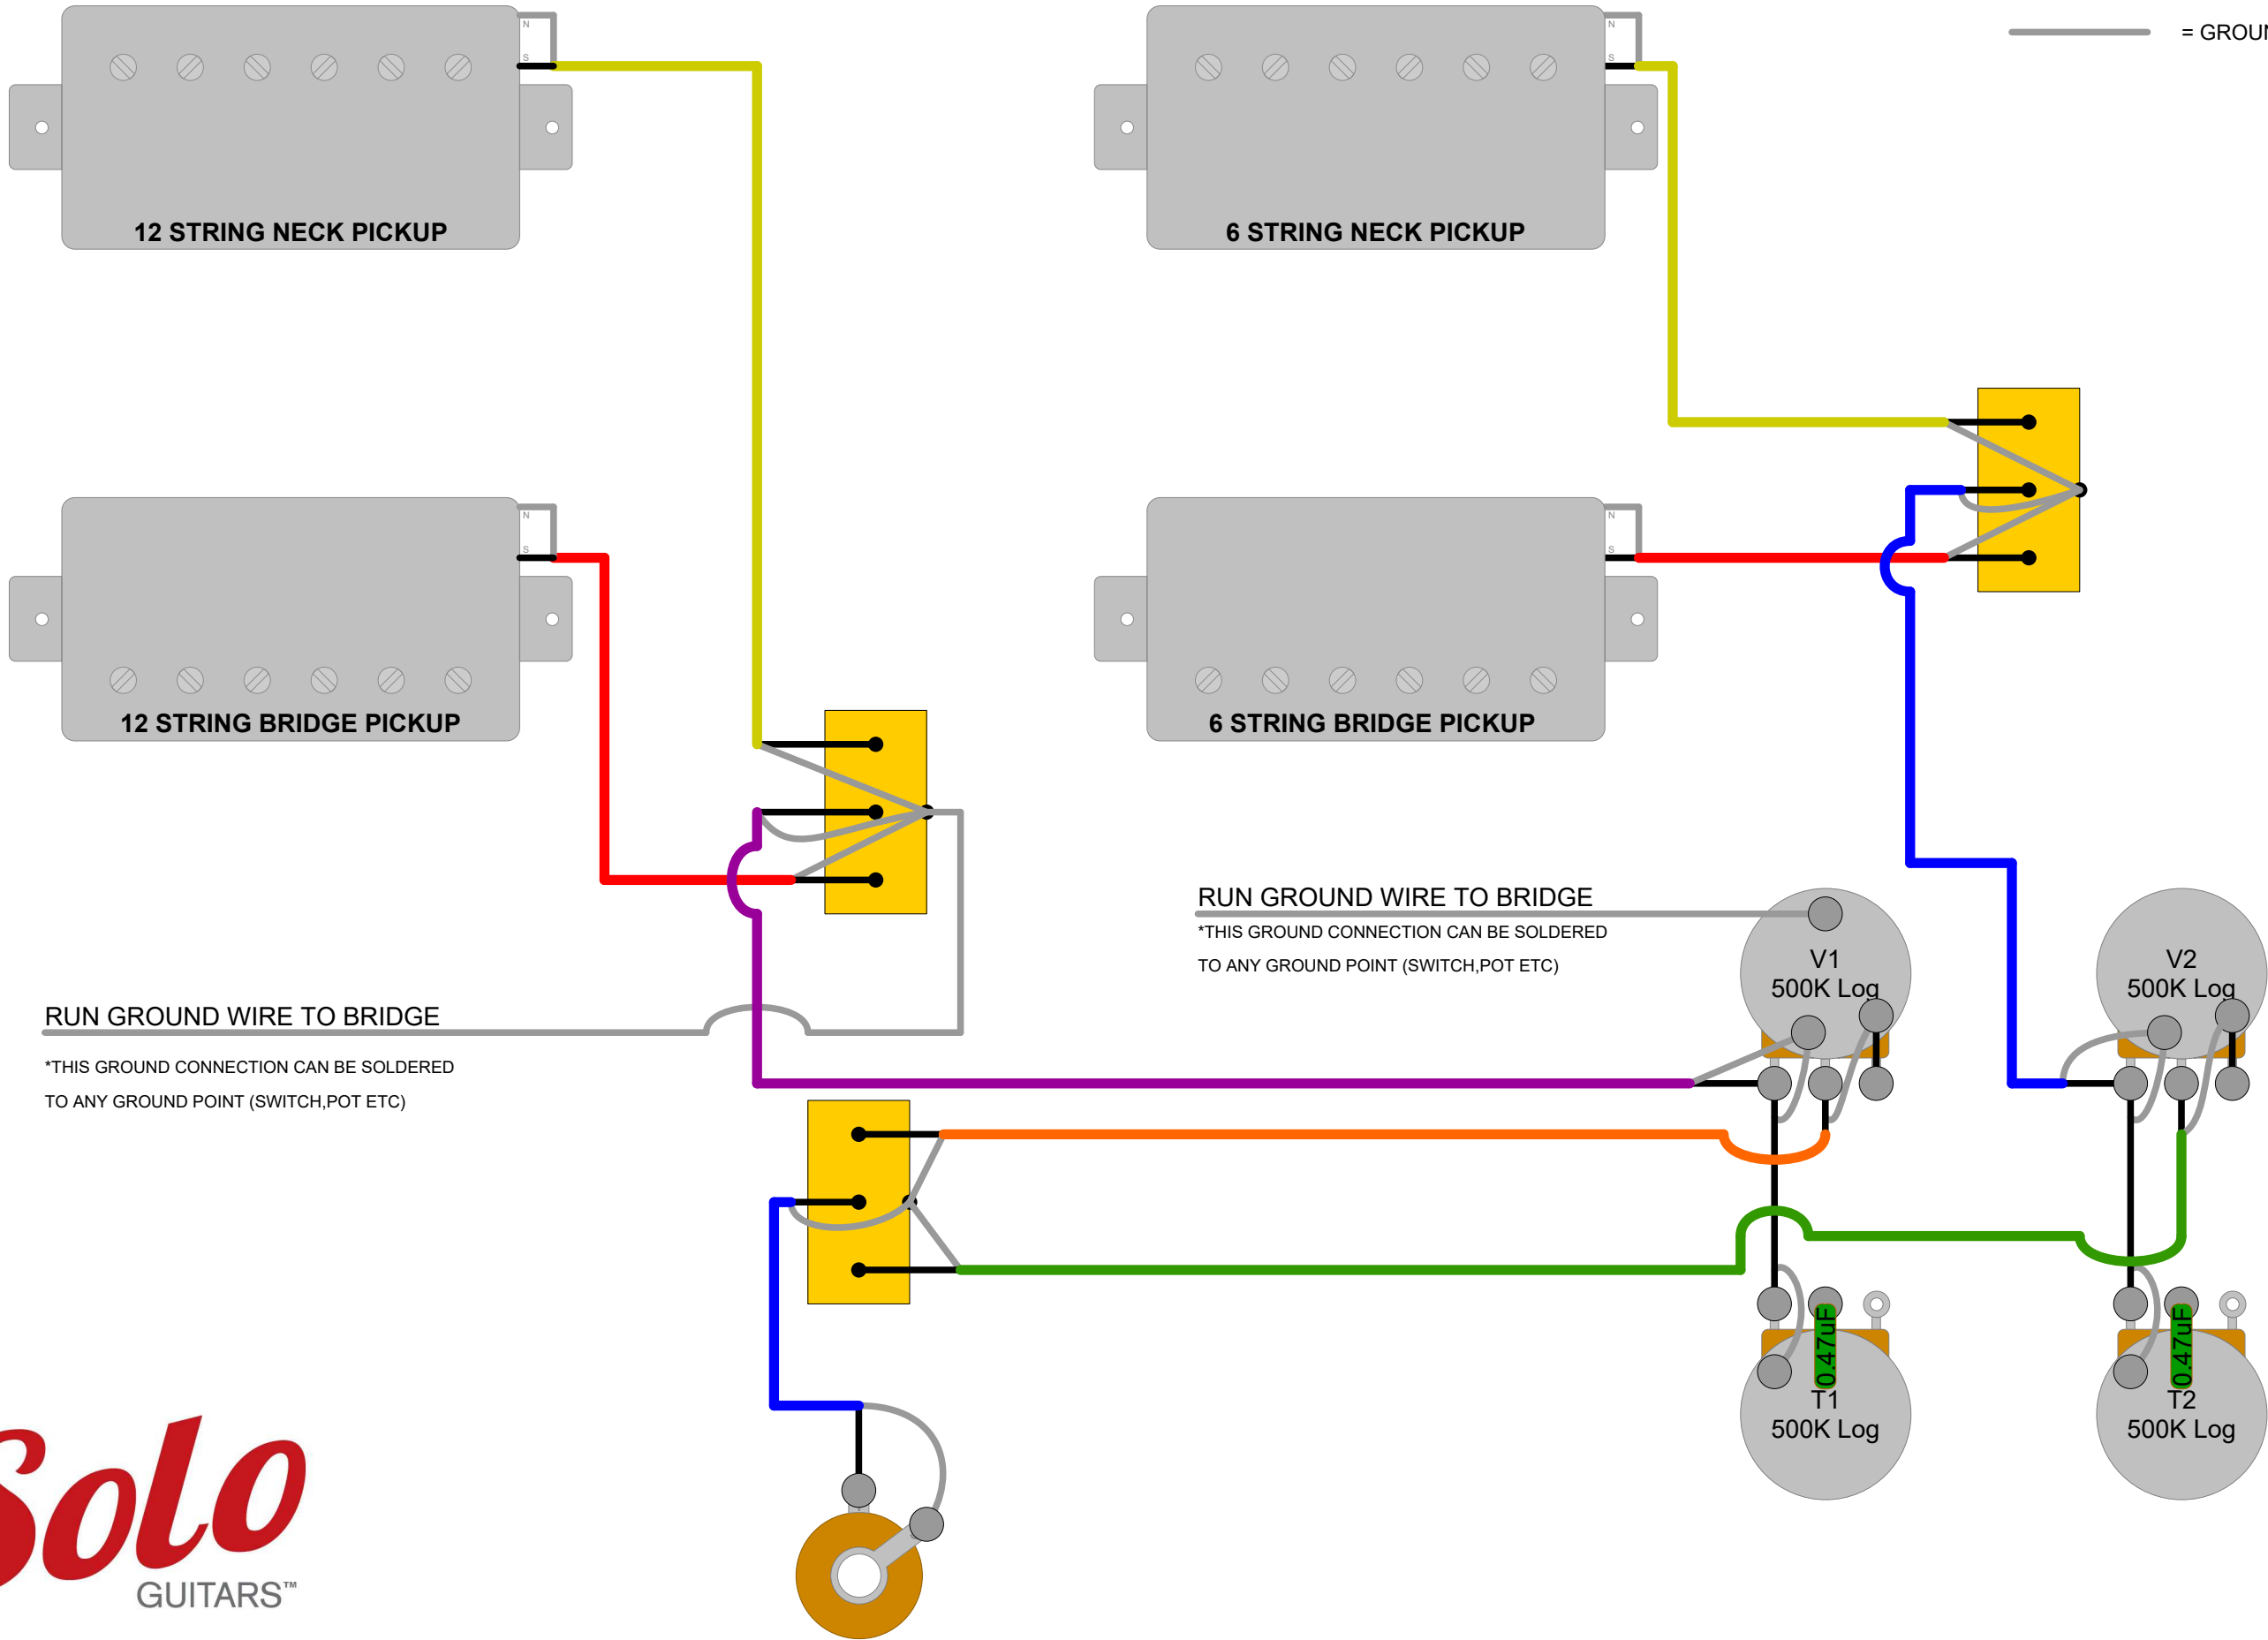 N
S
12 STRING NECK PICKUP
N
S
6 STRING NECK PICKUP
= GROUN
N
S
12 STRING BRIDGE PICKUP
N
S
6 STRING BRIDGE PICKUP
RUN GROUND WIRE TO BRIDGE
*THIS GROUND CONNECTION CAN BE SOLDERED
TO ANY GROUND POINT (SWITCH,POT ETC)
V1
500K Log
V2
500K Log
RUN GROUND WIRE TO BRIDGE
*THIS GROUND CONNECTION CAN BE SOLDERED
TO ANY GROUND POINT (SWITCH,POT ETC)
0.47uF
T1
500K Log
0.47uF
T2
500K Log
Solo
GUITARS™